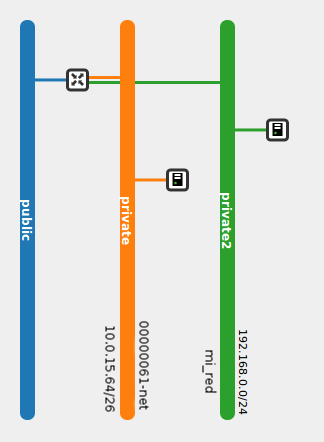 public
private
10.0.15.64/26
00000061-net
private2
mi_red
192.168.0.0/24